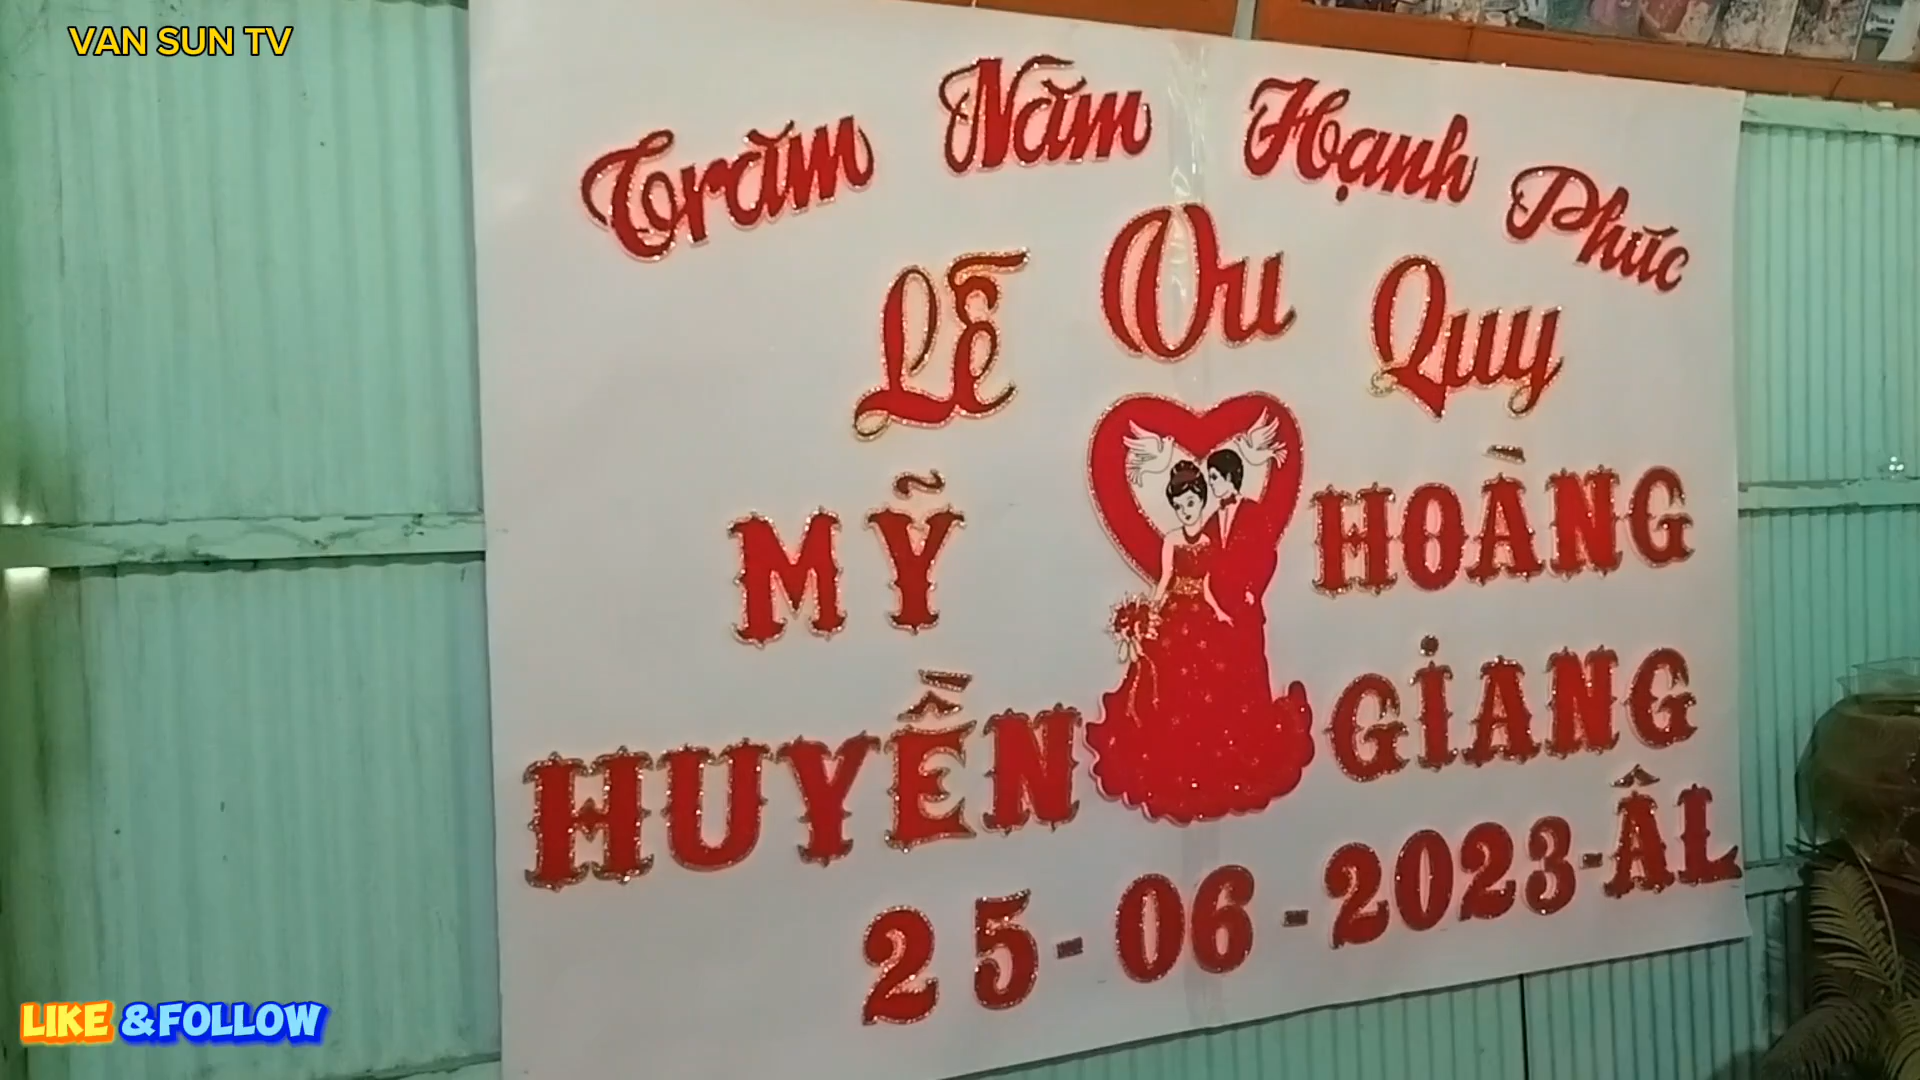 VAN SUN TV
Trăm Năm Hạnh Phúc
Lễ Vu Quy
MỸ HUYỀN
HOÀNG GIANG
25-06-2023-ÂL
LIKE &FOLLOW